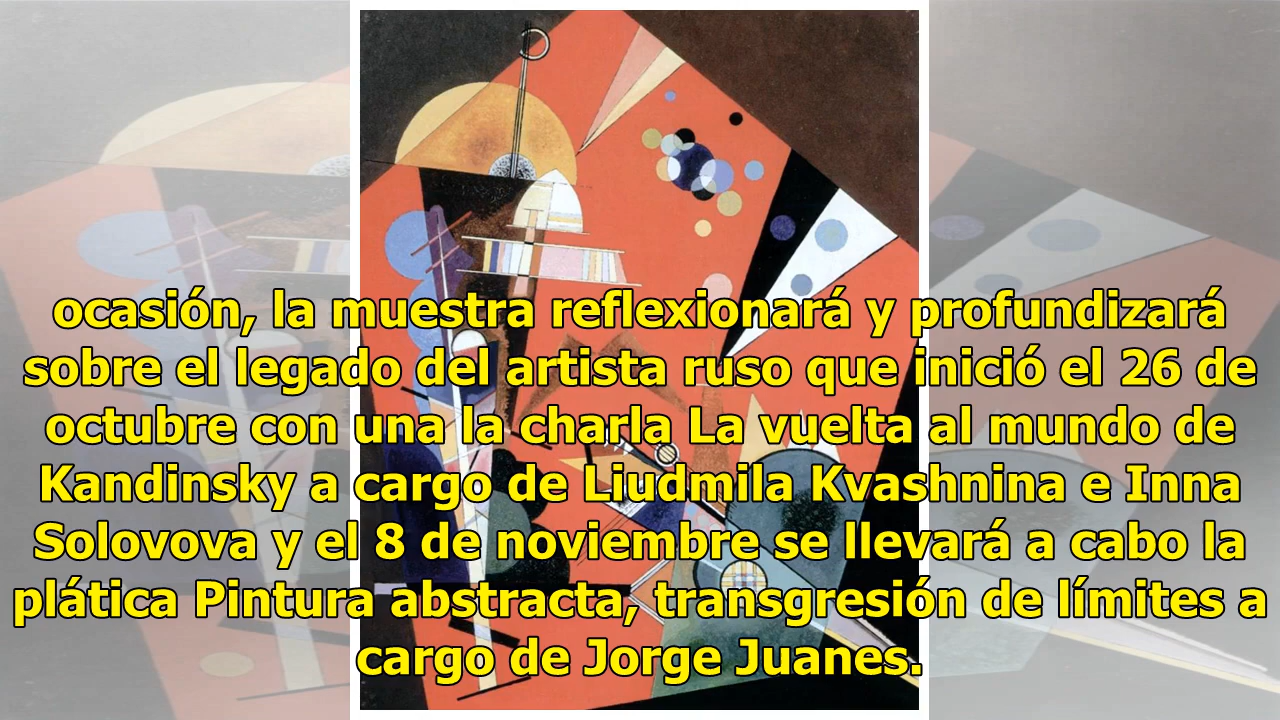 ocasión, la muestra reflexionará y profundizará
sobre el legado del artista ruso que inició el 26 de
octubre con una la charla La vuelta al mundo de
Kandinsky a cargo de Liudmila Kvashnina e Inna
Solovova y el 8 de noviembre se llevará a cabo la
plática Pintura abstracta, transgresión de límites a
cargo de Jorge Juanes.